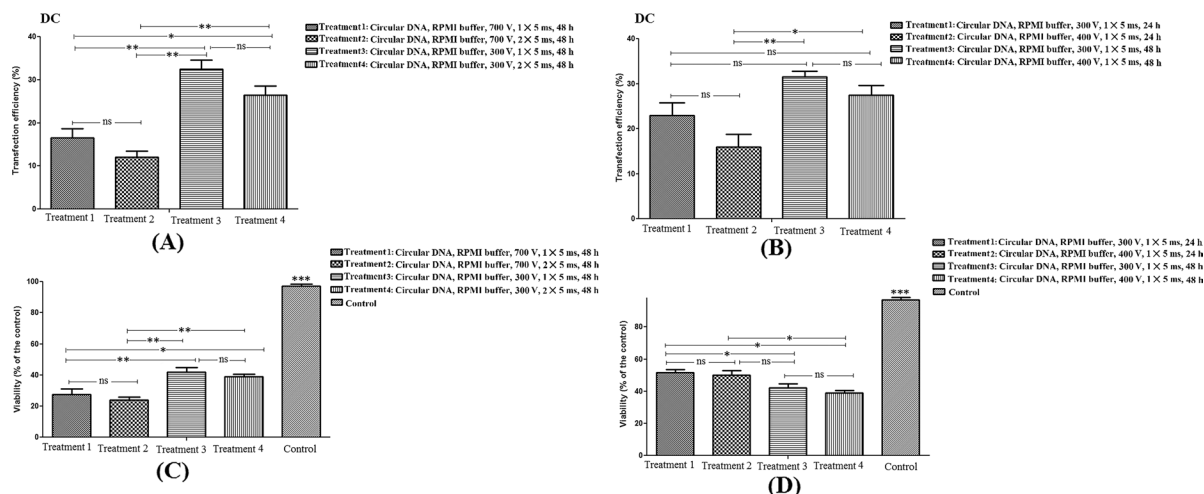 DC
Treatment1: Circular DNA, RPMI buffer, 700 V, 1 × 5 ms, 48 h
Treatment2: Circular DNA, RPMI buffer, 700 V, 2 × 5 ms, 48 h
Treatment3: Circular DNA, RPMI buffer, 300 V, 1 × 5 ms, 48 h
Treatment4: Circular DNA, RPMI buffer, 300 V, 2 × 5 ms, 48 h
**
*
** ns
**
ns
Transfection efficiency (%)
40
30
20
10
0
Treatment 1 Treatment 2 Treatment 3 Treatment 4
(A)
DC
Treatment1: Circular DNA, RPMI buffer, 300 V, 1 × 5 ms, 24 h
Treatment2: Circular DNA, RPMI buffer, 400 V, 1 × 5 ms, 24 h
Treatment3: Circular DNA, RPMI buffer, 300 V, 1 × 5 ms, 48 h
Treatment4: Circular DNA, RPMI buffer, 400 V, 1 × 5 ms, 48 h
*
**
ns
ns ns
ns
Transfection efficiency (%)
40
30
20
10
0
Treatment 1 Treatment 2 Treatment 3 Treatment 4
(B)
Treatment1: Circular DNA, RPMI buffer, 700 V, 1 × 5 ms, 48 h
Treatment2: Circular DNA, RPMI buffer, 700 V, 2 × 5 ms, 48 h
Treatment3: Circular DNA, RPMI buffer, 300 V, 1 × 5 ms, 48 h
Treatment4: Circular DNA, RPMI buffer, 300 V, 2 × 5 ms, 48 h
Control
***
**
**
*
** ns
ns
Viability (% of the control)
100
80
60
40
20
0
Treatment 1 Treatment 2 Treatment 3 Treatment 4 Control
(C)
Treatment1: Circular DNA, RPMI buffer, 300 V, 1 × 5 ms, 24 h
Treatment2: Circular DNA, RPMI buffer, 400 V, 1 × 5 ms, 24 h
Treatment3: Circular DNA, RPMI buffer, 300 V, 1 × 5 ms, 48 h
Treatment4: Circular DNA, RPMI buffer, 400 V, 1 × 5 ms, 48 h
Control
***
*
*
*
ns ns
ns
Viability (% of the control)
80
60
40
20
0
Treatment 1 Treatment 2 Treatment 3 Treatment 4 Control
(D)